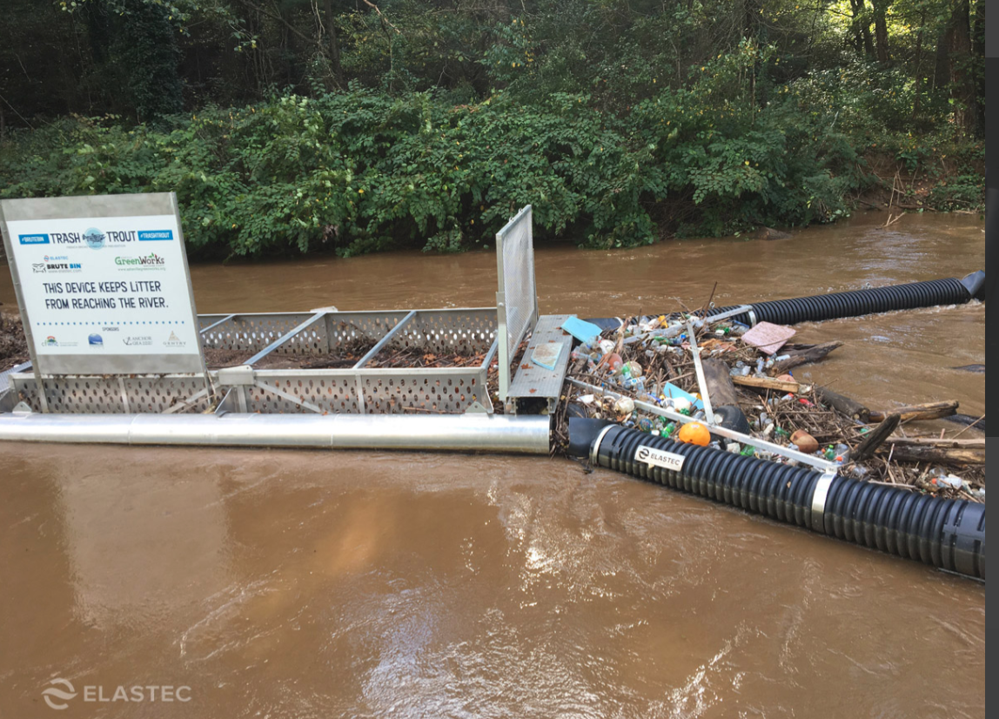 #BRUTEBIN TRASH TROUT #TRASHTROUT
ELASTEC
BRUTE BIN
GreenWorks
THIS DEVICE KEEPS LITTER
FROM REACHING THE RIVER.
SPONSORS
ELASTEC
ELASTEC